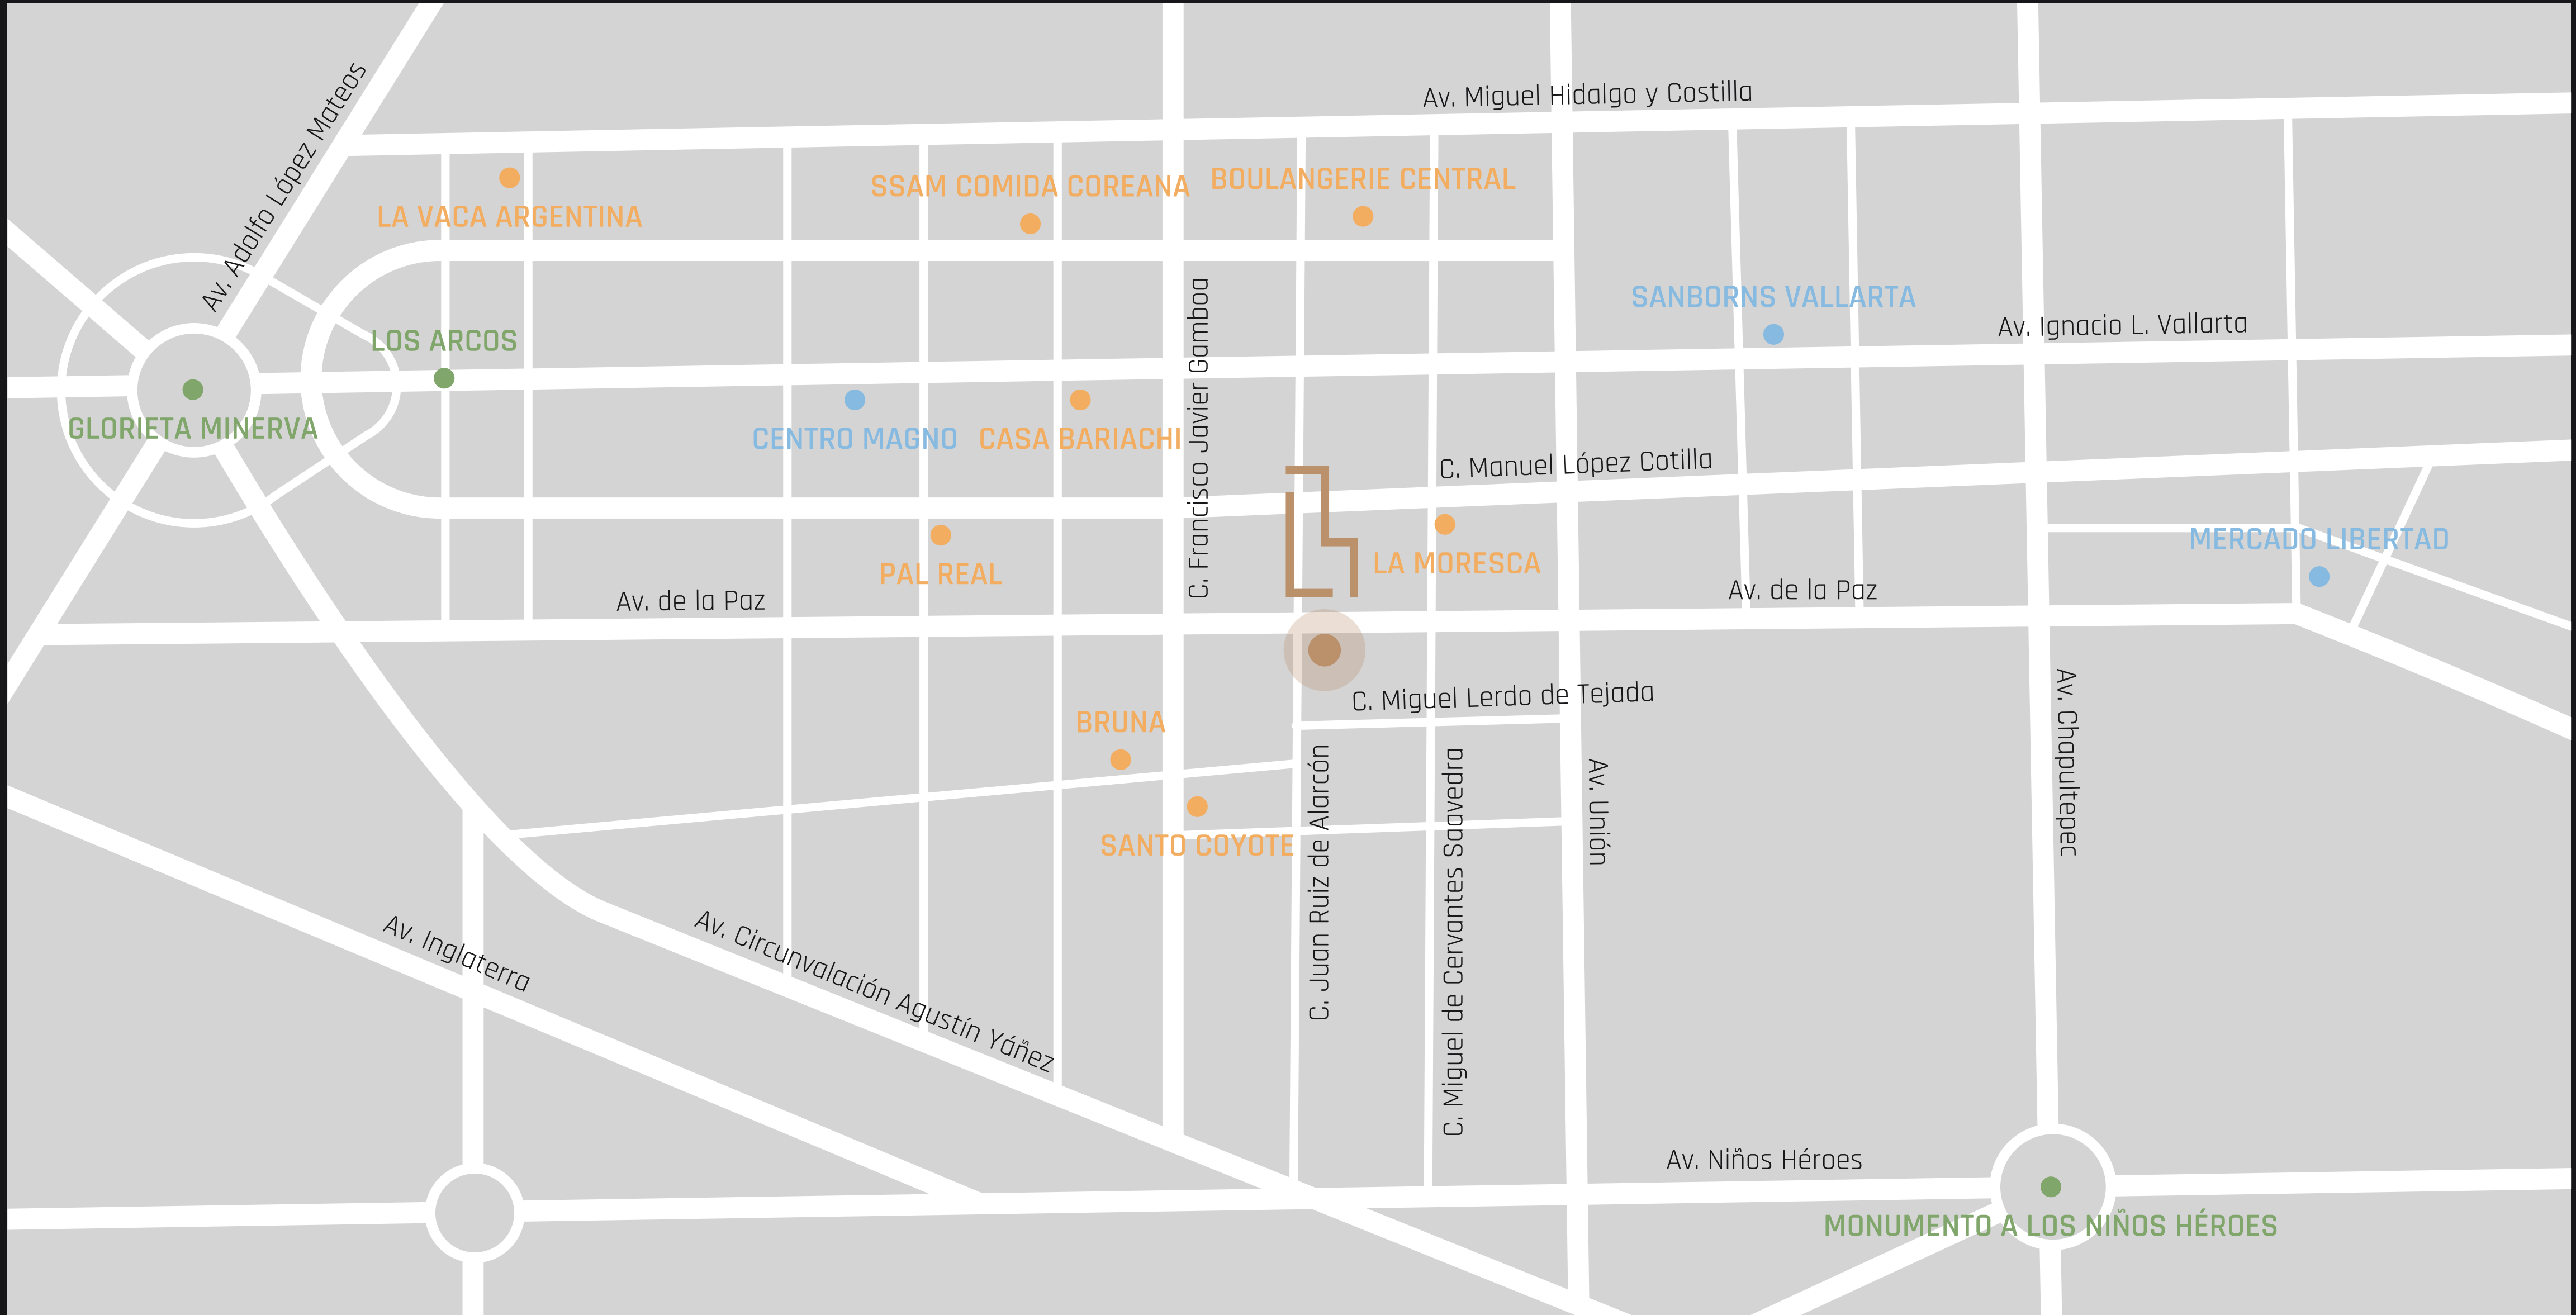 Av. Adolfo López Mateos
Av. Miguel Hidalgo y Costilla
LA VACA ARGENTINA
SSAM COMIDA COREANA
BOULANGERIE CENTRAL
SANBORNS VALLARTA
Av. Ignacio L. Vallarta
LOS ARCOS
GLORIETA MINERVA
CENTRO MAGNO
CASA BARIACHI
C. Francisco Javier Gamboa
C. Manuel López Cotilla
PAL REAL
LA MORESCA
MERCADO LIBERTAD
Av. de la Paz
Av. de la Paz
C. Miguel Lerdo de Tejada
BRUNA
SANTO COYOTE
C. Juan Ruiz de Alarcón
C. Miguel de Cervantes Saavedra
Av. Unión
Av. Chapultepec
Av. Inglaterra
Av. Circunvalación Agustín Yáñez
Av. Niños Héroes
MONUMENTO A LOS NIÑOS HÉROES